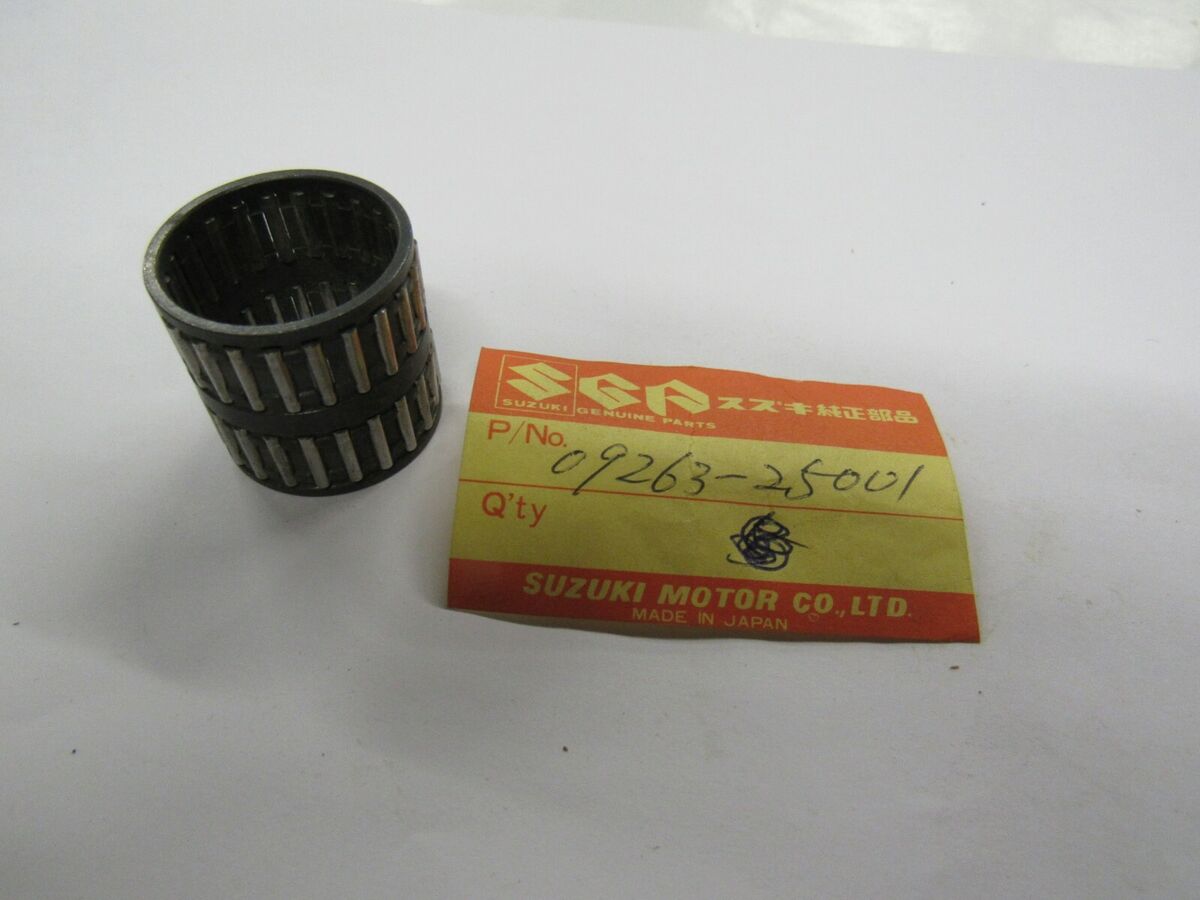 SGP スズキ純正部品
SUZUKI GENUINE PARTS
P/No. 09263-25001
Q'ty
SUZUKI MOTOR CO., LTD.
MADE IN JAPAN